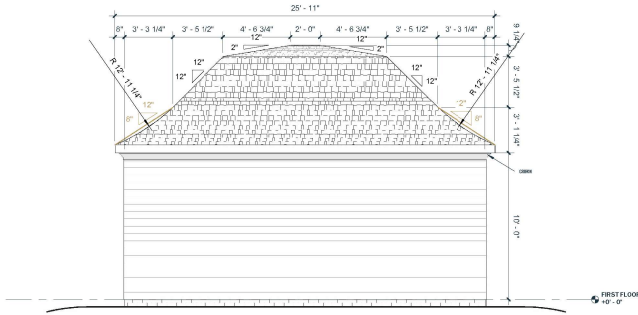 25' - 11"
8" 3' - 3 1/4" 3' - 5 1/2" 4' - 6 3/4" 2' - 0" 4' - 6 3/4" 3' - 5 1/2" 3' - 3 1/4" 8"
9 1/4"
12" 12"
2" 2"
R 12' - 11 1/4" R 12' - 11 1/4"
12" 12"
12" 12"
3' - 5 1/2"
12" 12"
8" 8"
3' - 1 1/4"
10' - 0"
FIRST FLOOR
+0' - 0"